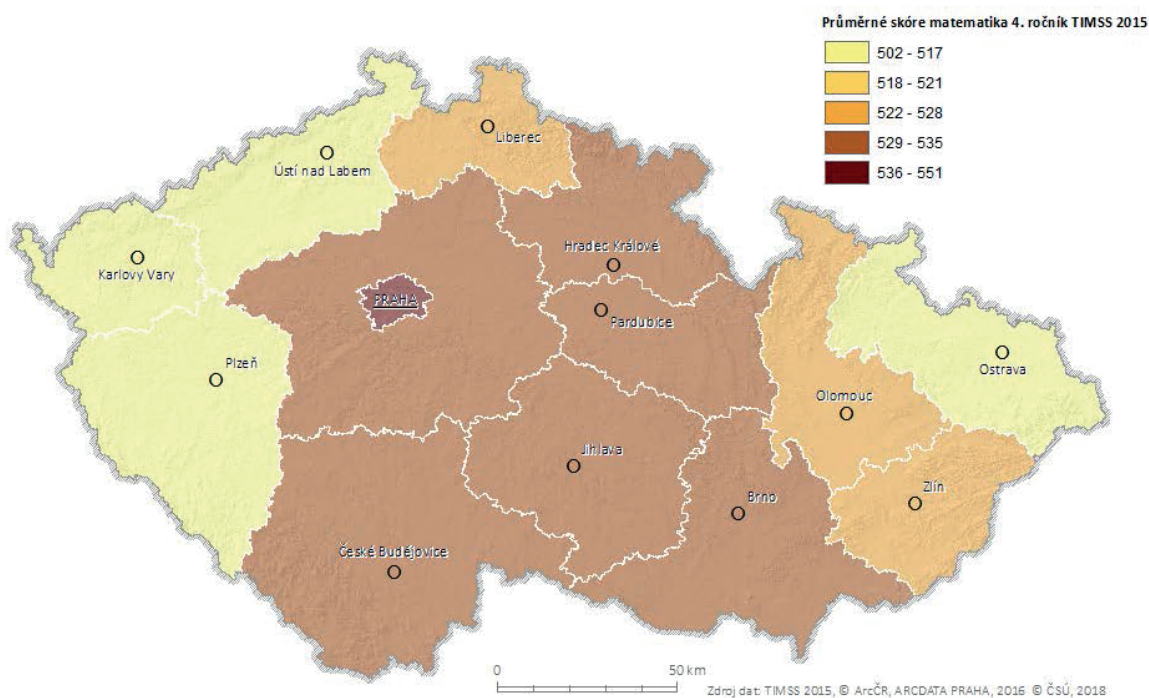 Průměrné skóre matematika 4. ročník TIMSS 2015
502 - 517
518 - 521
522 - 528
529 - 535
536 - 551
Liberec
Ústí nad Labem
Karlovy Vary
Hradec Králové
PRAHA
Pardubice
Plzeň
Ostrava
Olomouc
Jihlava
Zlín
Brno
České Budějovice
0 50 km
Zdroj dat: TIMSS 2015, © ArcČR, ARCDATA PRAHA, 2016 © ČSÚ, 2018